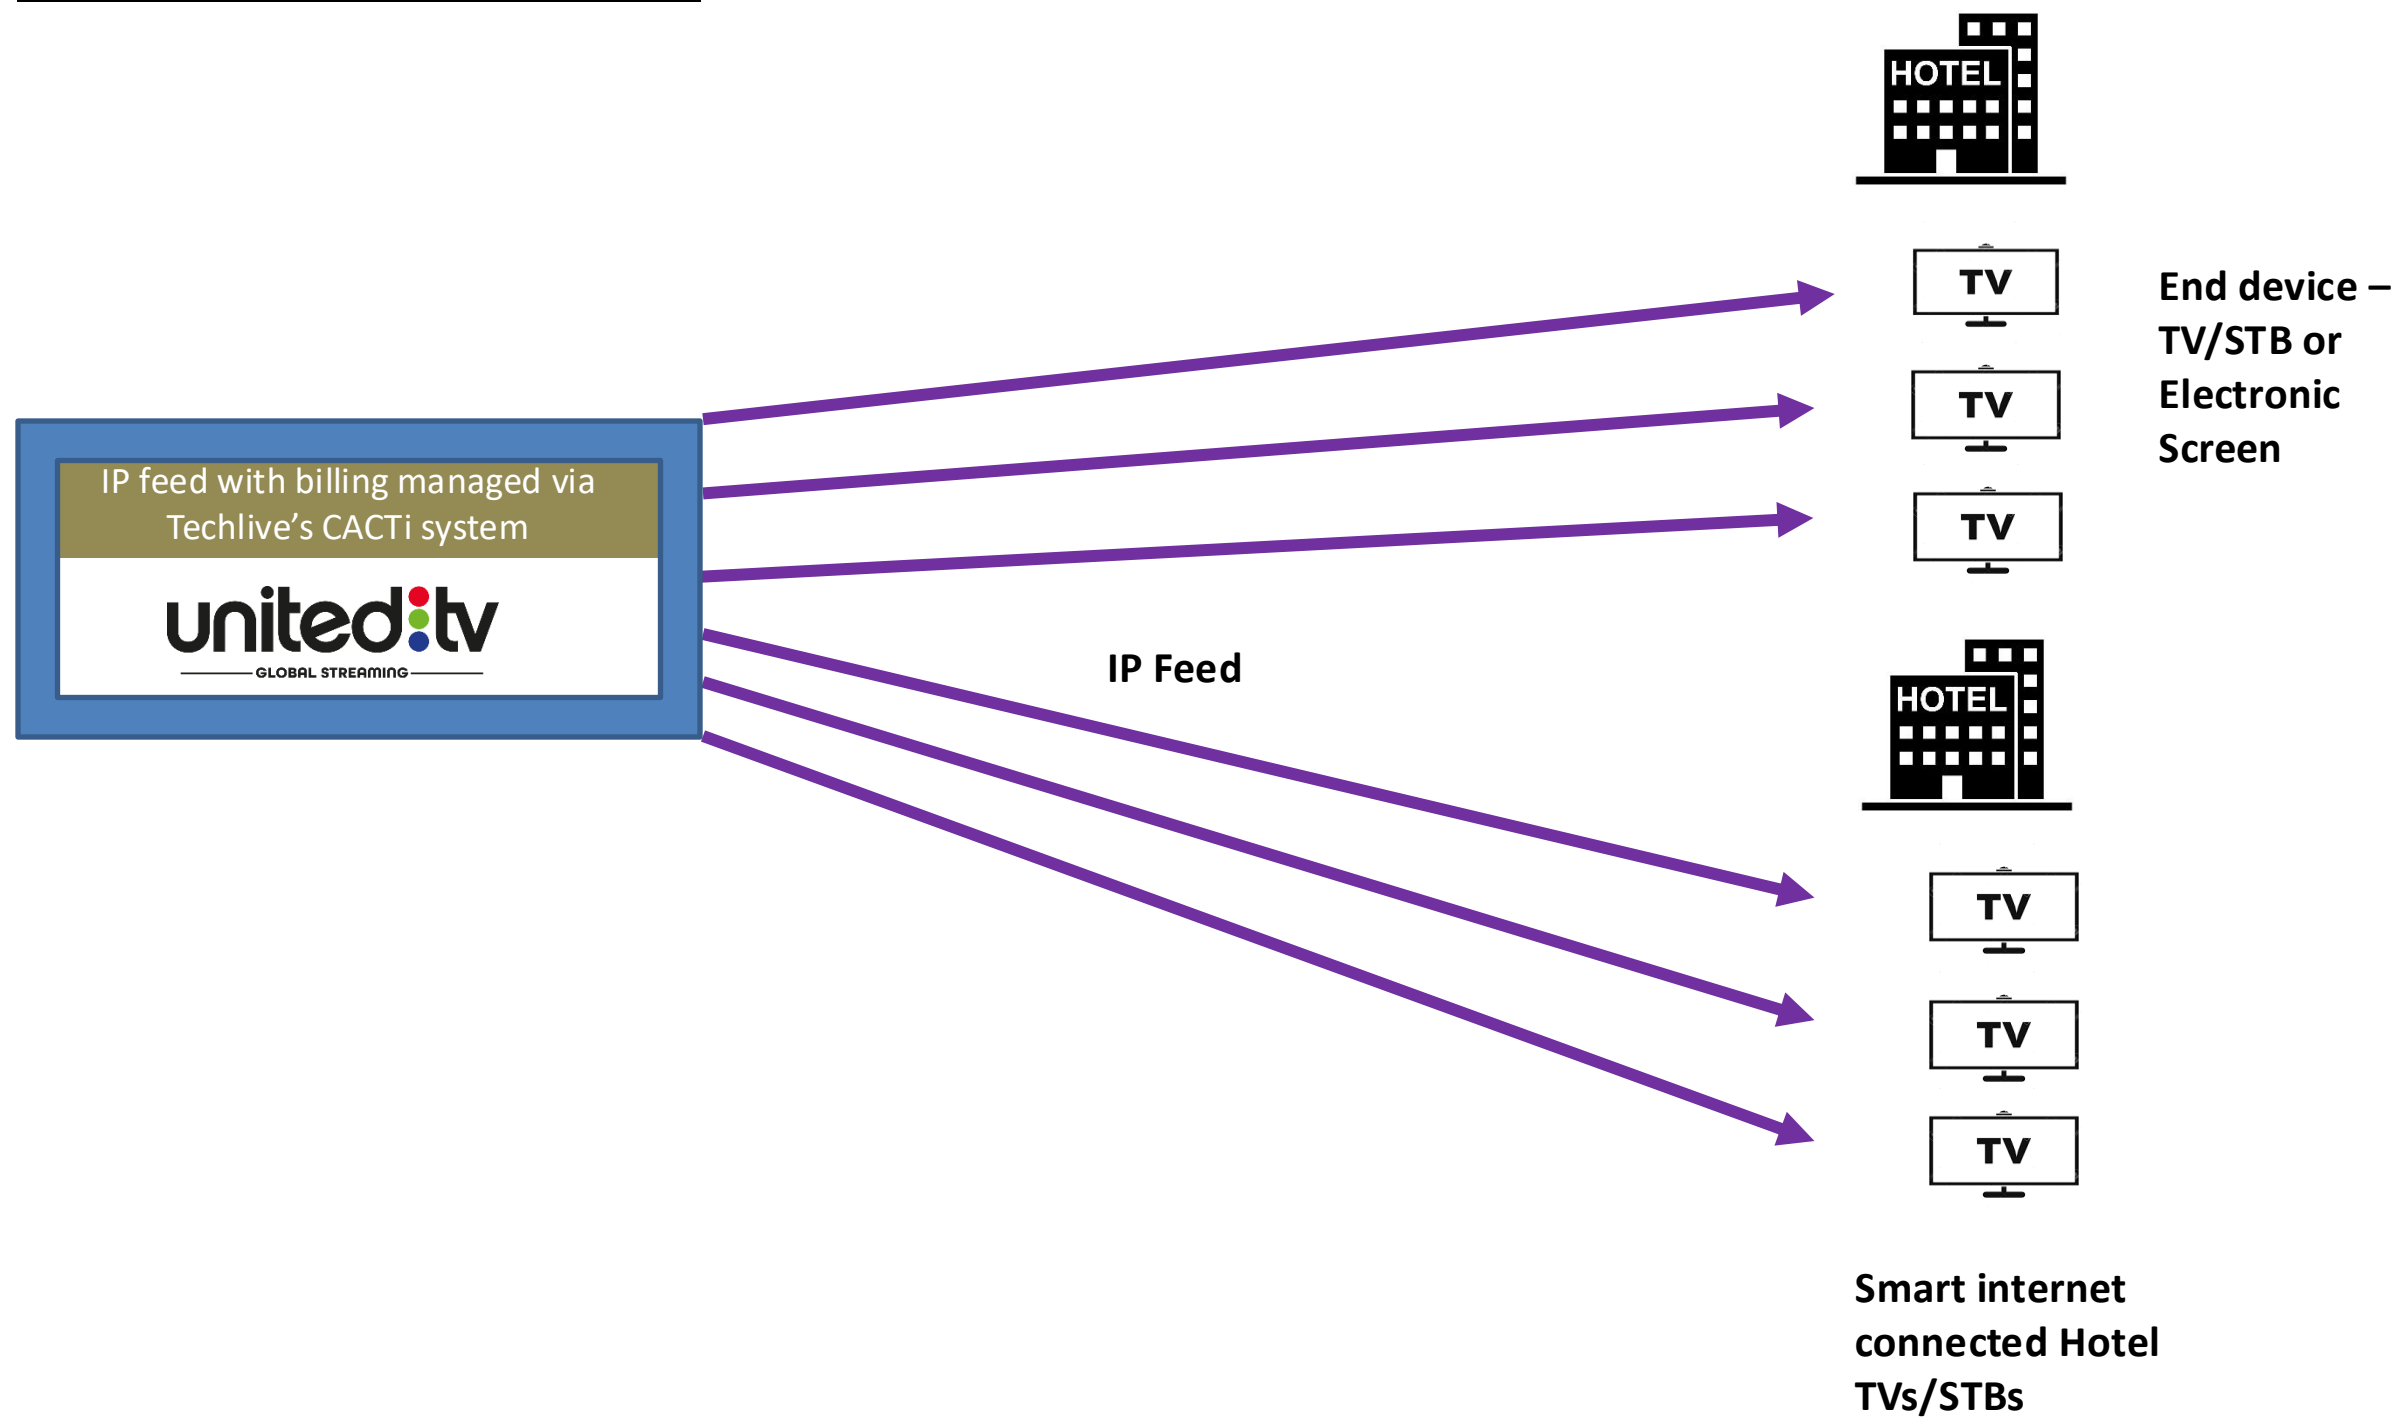 HOTEL
TV
End device –
TV/STB or
Electronic
Screen
TV
TV
IP feed with billing managed via
Techlive’s CACTi system
united:tv
GLOBAL STREAMING
IP Feed
HOTEL
TV
TV
TV
Smart internet
connected Hotel
TVs/STBs